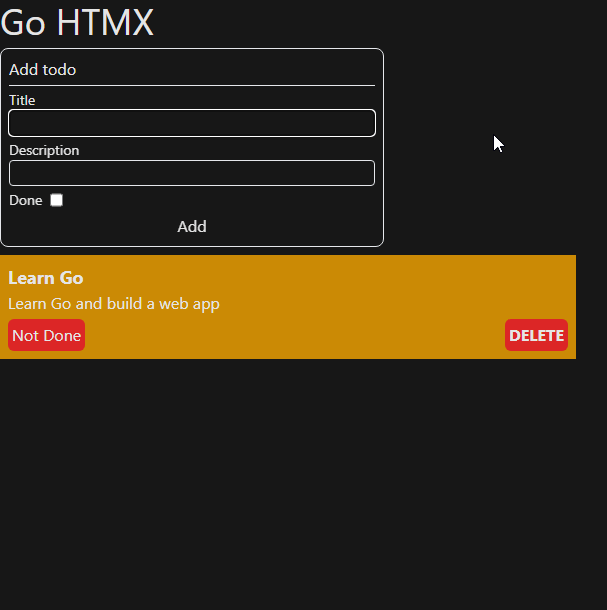 Go HTMX
Add todo
Title
Description
Done
Add
Learn Go
Learn Go and build a web app
Not Done DELETE